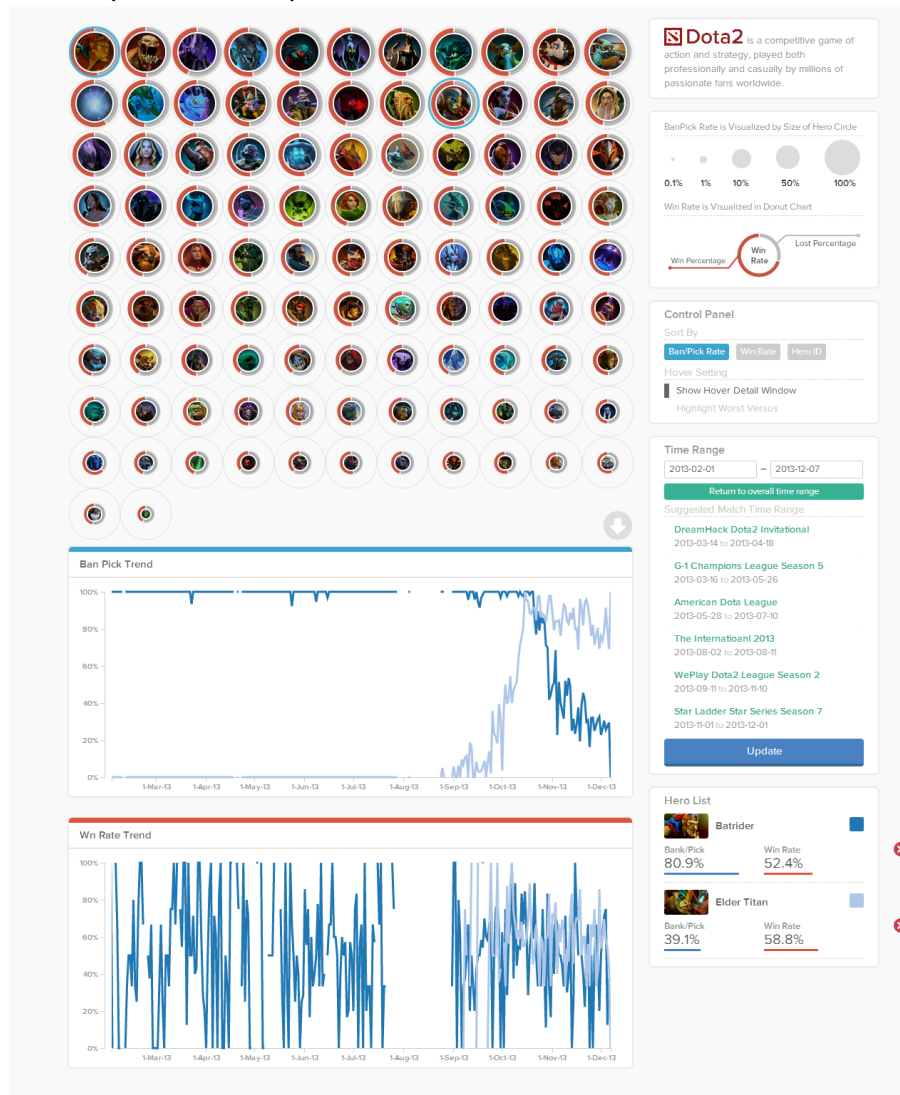 Dota2 is a competitive game of
action and strategy, played both
professionally and casually by millions of
passionate fans worldwide.
BanPick Rate is Visualized by Size of Hero Circle
0.1% 1% 10% 50% 100%
Win Rate is Visualized in Donut Chart
Lost Percentage
Win
Rate
Win Percentage
Control Panel
Sort By
Ban/Pick Rate Win Rate Hero ID
Hover Setting
Show Hover Detail Window
Highlight Worst Versus
Time Range
2013-02-01 – 2013-12-07
Return to overall time range
Suggested Match Time Range
DreamHack Dota2 Invitational
2013-03-14 to 2013-04-18
G-1 Champions League Season 5
2013-03-16 to 2013-05-26
American Dota League
2013-05-28 to 2013-07-10
The Internatioanl 2013
2013-08-02 to 2013-08-11
WePlay Dota2 League Season 2
2013-09-11 to 2013-11-10
Star Ladder Star Series Season 7
2013-11-01 to 2013-12-01
Update
Ban Pick Trend
100%
80%
60%
40%
20%
0%
1-Mar-13 1-Apr-13 1-May-13 1-Jun-13 1-Jul-13 1-Aug-13 1-Sep-13 1-Oct-13 1-Nov-13 1-Dec-13
Wn Rate Trend
100%
80%
60%
40%
20%
0%
1-Mar-13 1-Apr-13 1-May-13 1-Jun-13 1-Jul-13 1-Aug-13 1-Sep-13 1-Oct-13 1-Nov-13 1-Dec-13
Hero List
Batrider
Bank/Pick Win Rate
80.9% 52.4%
Elder Titan
Bank/Pick Win Rate
39.1% 58.8%